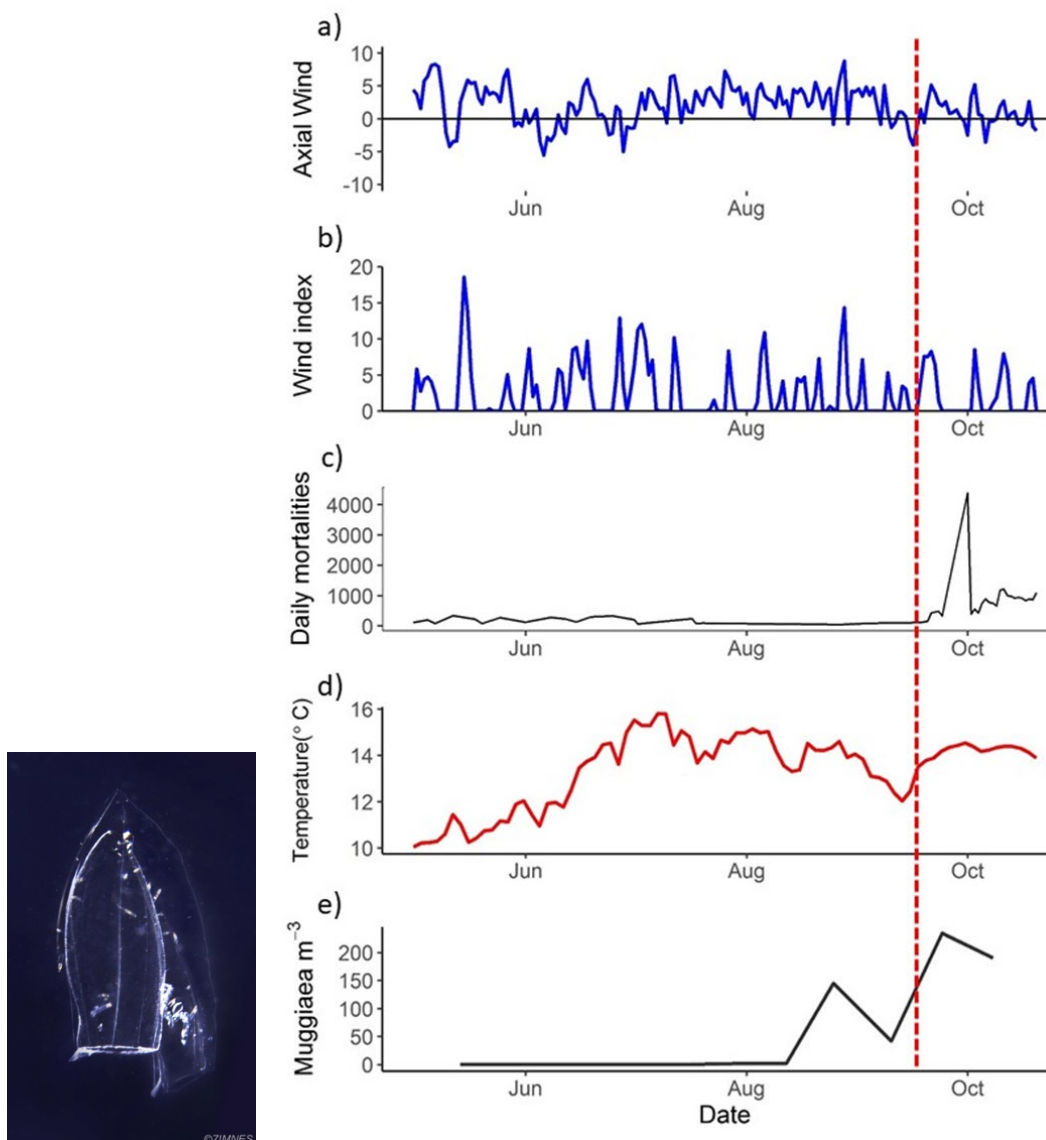 a)
Axial Wind
10
5
0
-5
-10
Jun
Aug
Oct
b)
Wind index
20
15
10
5
0
Jun
Aug
Oct
c)
Daily mortalities
4000
3000
2000
1000
0
Jun
Aug
Oct
d)
Temperature(° C)
16
14
12
10
Jun
Aug
Oct
e)
Muggiaea m⁻³
200
150
100
50
0
Jun
Aug
Oct
Date
©ZIMNES